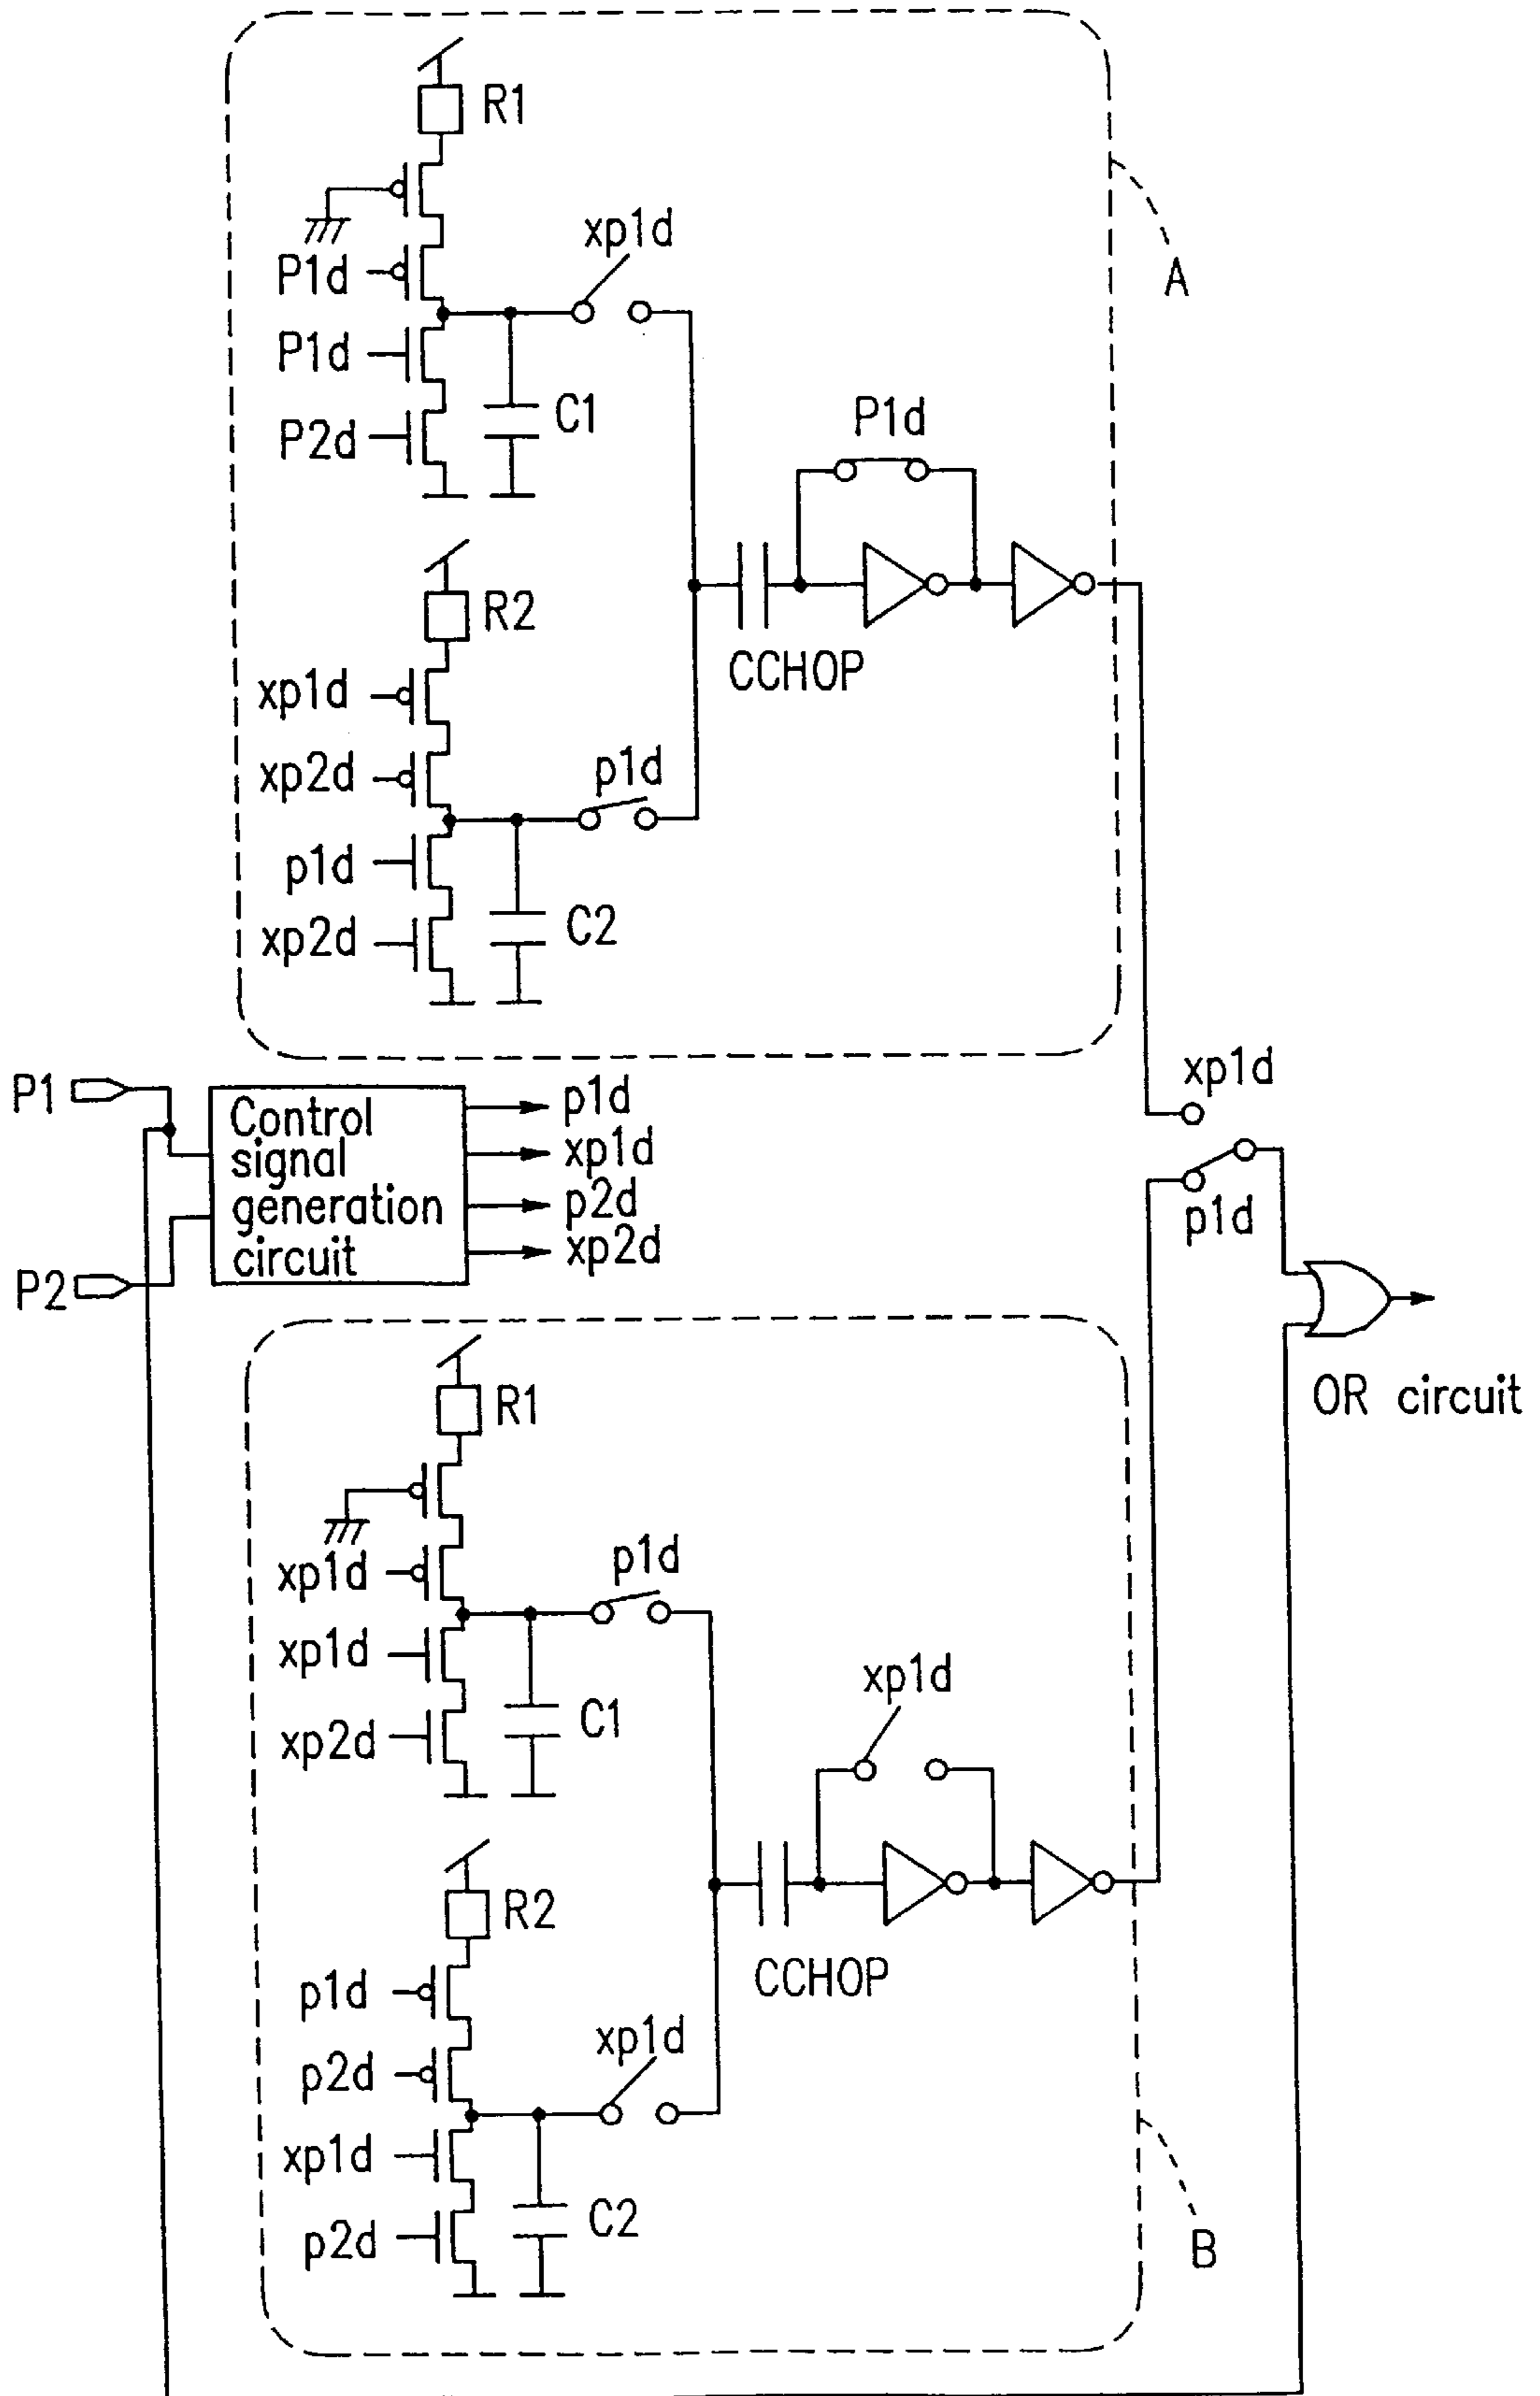 R1
xp1d
P1d
A
P1d
C1
P1d
P2d
R2
CCHOP
xp1d
xp2d
p1d
p1d
C2
xp2d
xp1d
P1
Control
signal
generation
circuit
p1d
xp1d
p2d
xp2d
p1d
P2
OR circuit
R1
xp1d
p1d
xp1d
xp1d
C1
xp2d
R2
CCHOP
p1d
xp1d
p2d
xp1d
C2
p2d
B